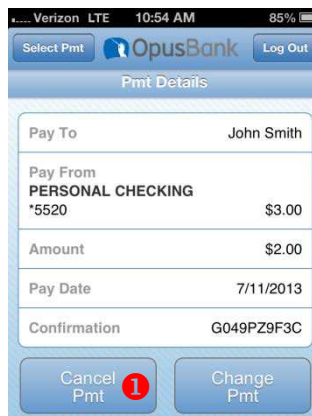 Verizon LTE 10:54 AM 85%
Select Pmt OpusBank Log Out
Pmt Details
Pay To John Smith
Pay From
PERSONAL CHECKING
*5520 $3.00
Amount $2.00
Pay Date 7/11/2013
Confirmation G049PZ9F3C
Cancel Change
Pmt 1 Pmt